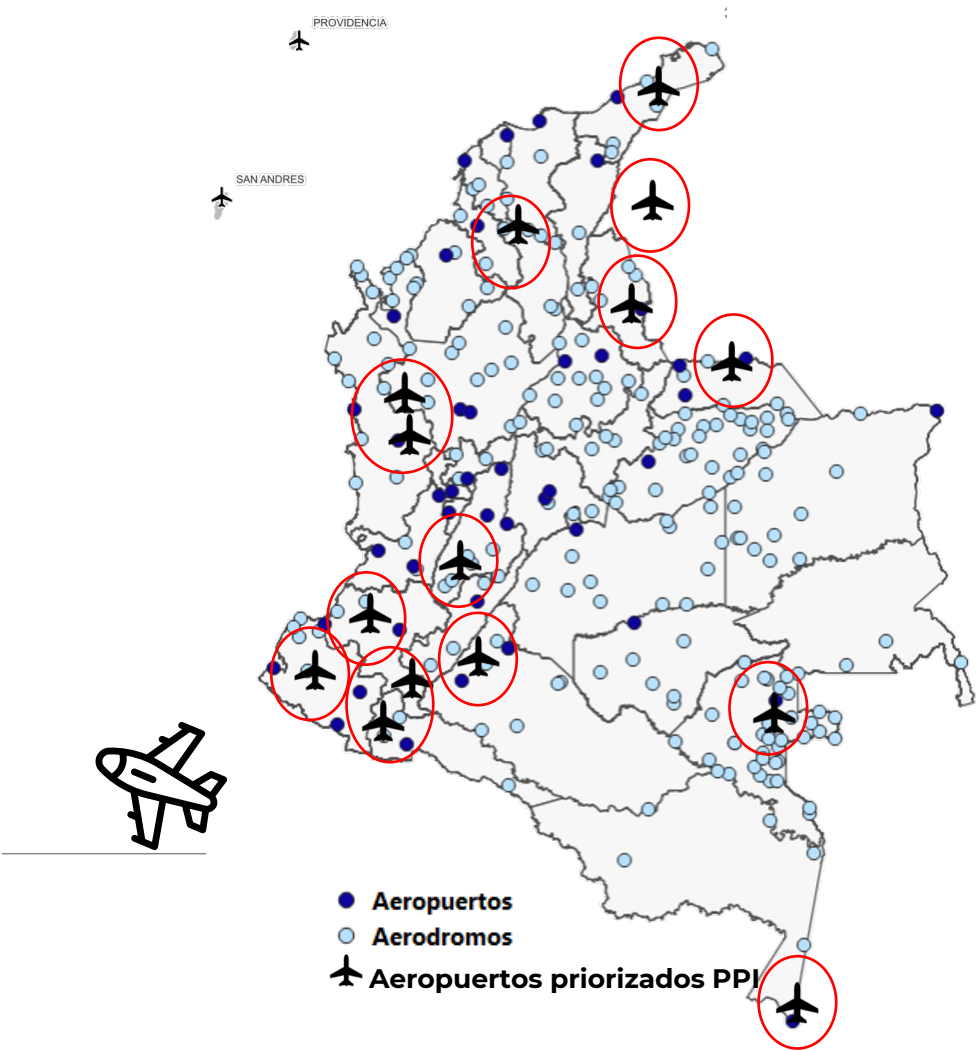 PROVIDENCIA
SAN ANDRES
Aeropuertos
Aerodromos
Aeropuertos priorizados PPI